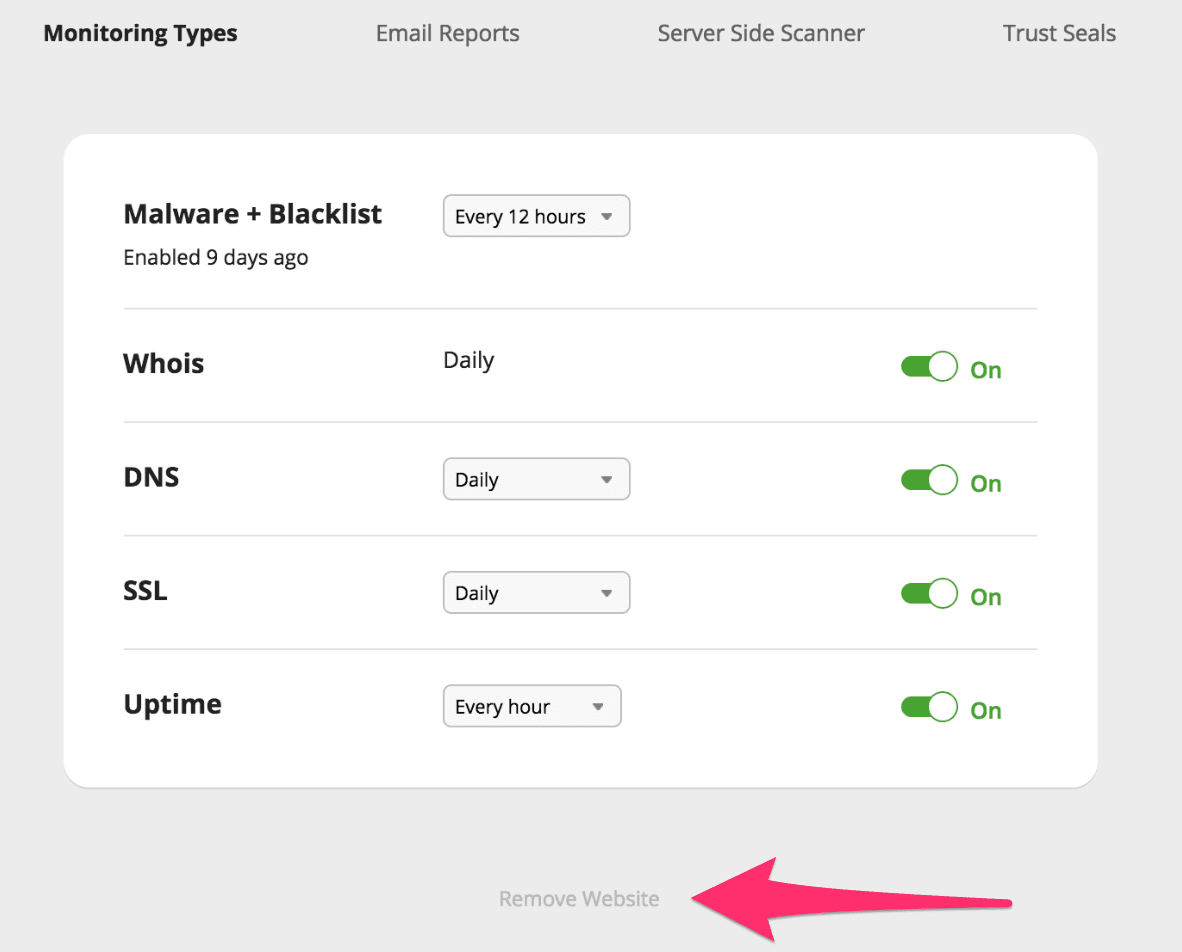 Monitoring Types Email Reports Server Side Scanner Trust Seals
Malware + Blacklist Every 12 hours
Enabled 9 days ago
Whois Daily On
DNS Daily On
SSL Daily On
Uptime Every hour On
Remove Website